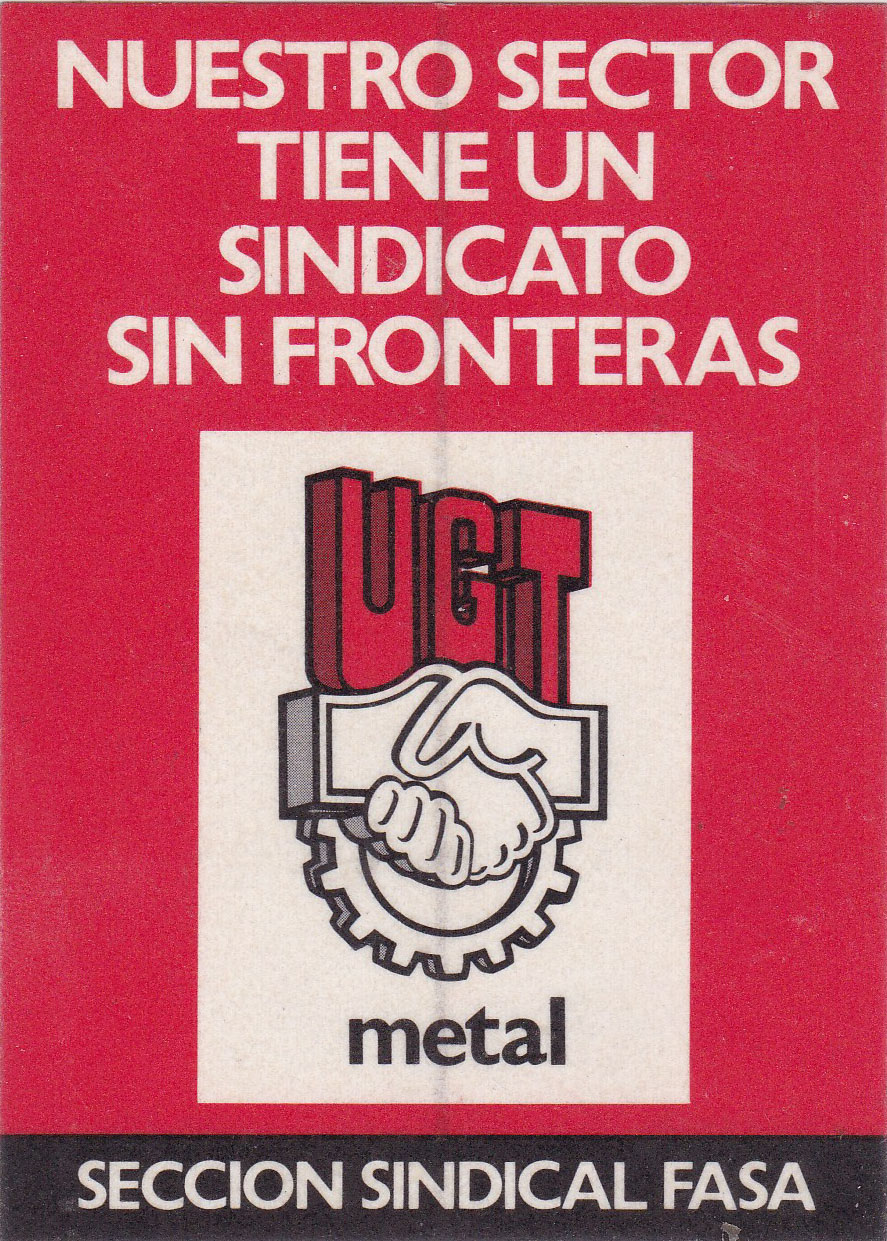 NUESTRO SECTOR
TIENE UN
SINDICATO
SIN FRONTERAS
UGT
metal
SECCION SINDICAL FASA